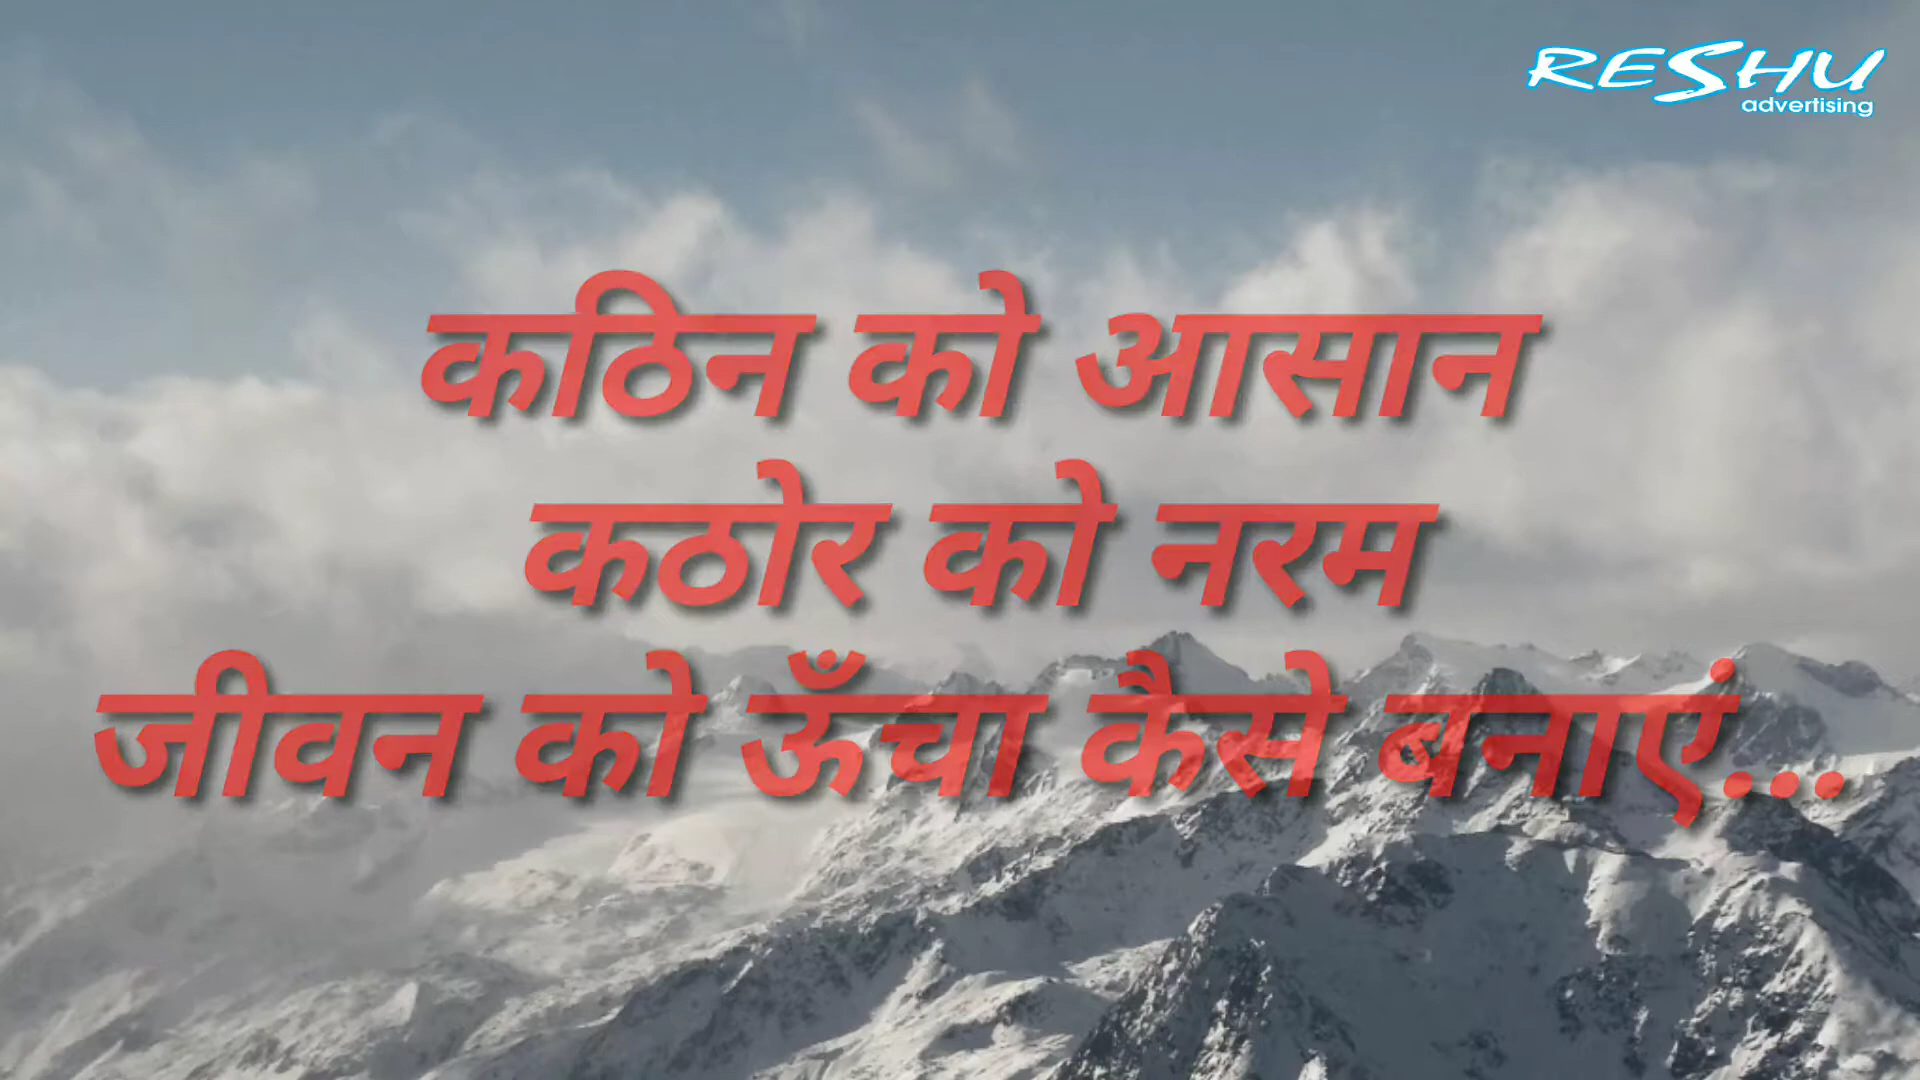 RESHU
advertising
कठिन को आसान
कठोर को नरम
जीवन को ऊँचा कैसे बनाएं...